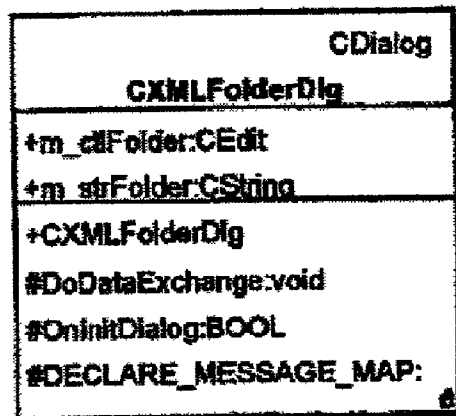 CDialog
CXMLFolderDlg
+m_ctlFolder:CEdit
+m_strFolder:CString
+CXMLFolderDlg
#DoDataExchange:void
#OnInitDialog:BOOL
#DECLARE_MESSAGE_MAP: